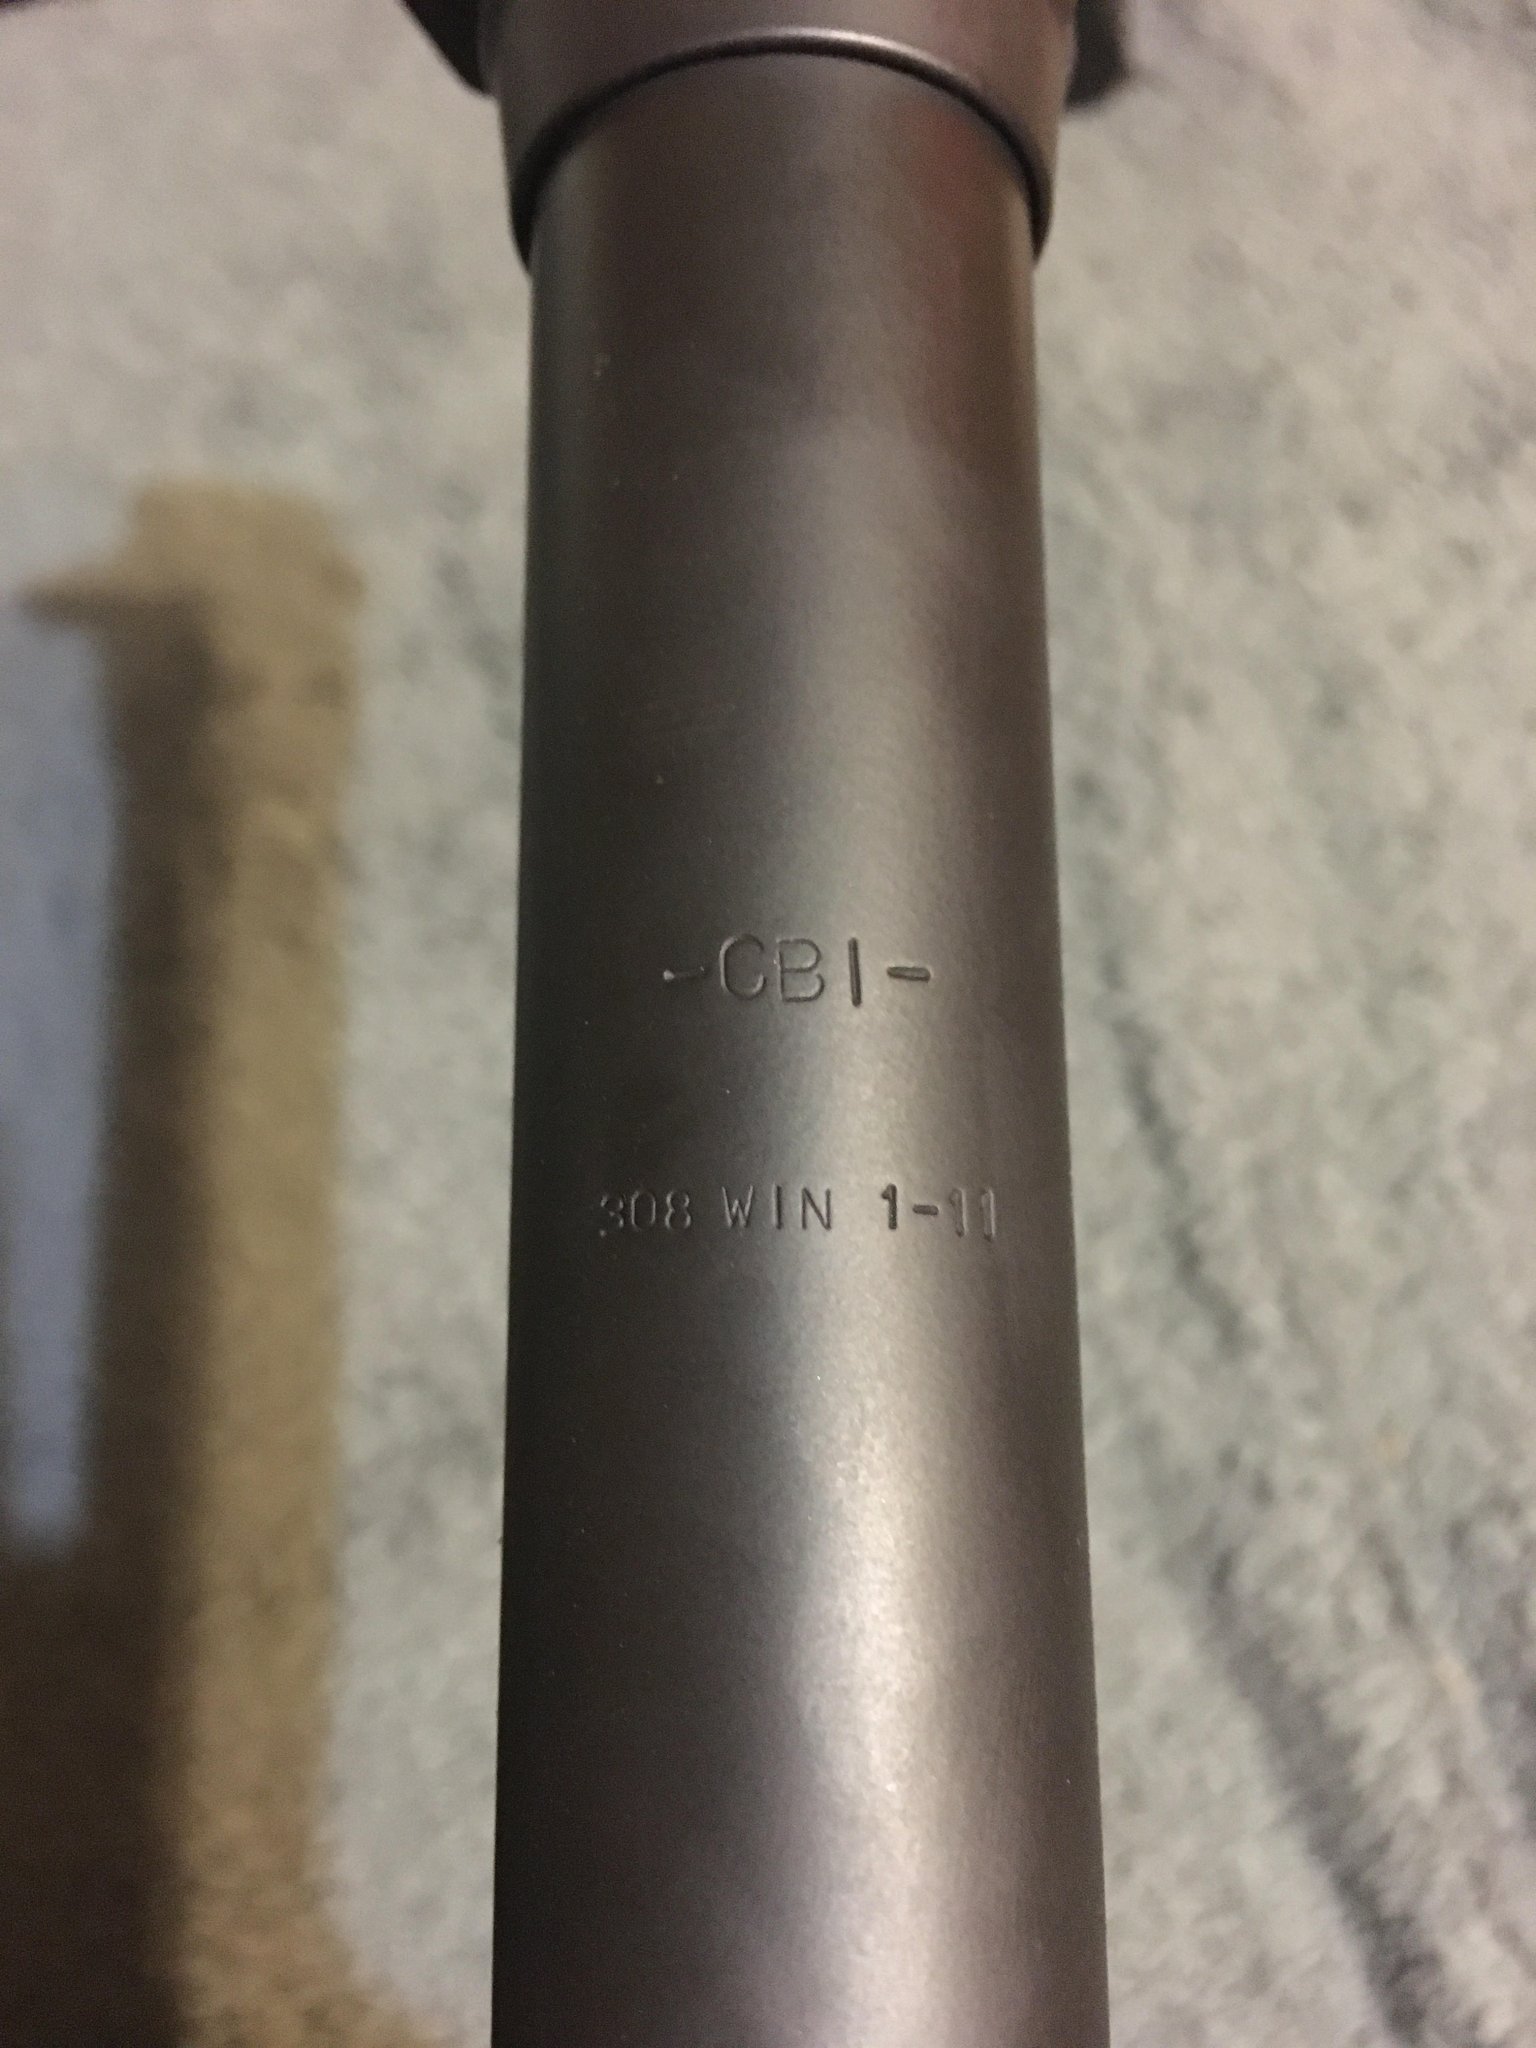 -CBI-
.308 WIN 1-11